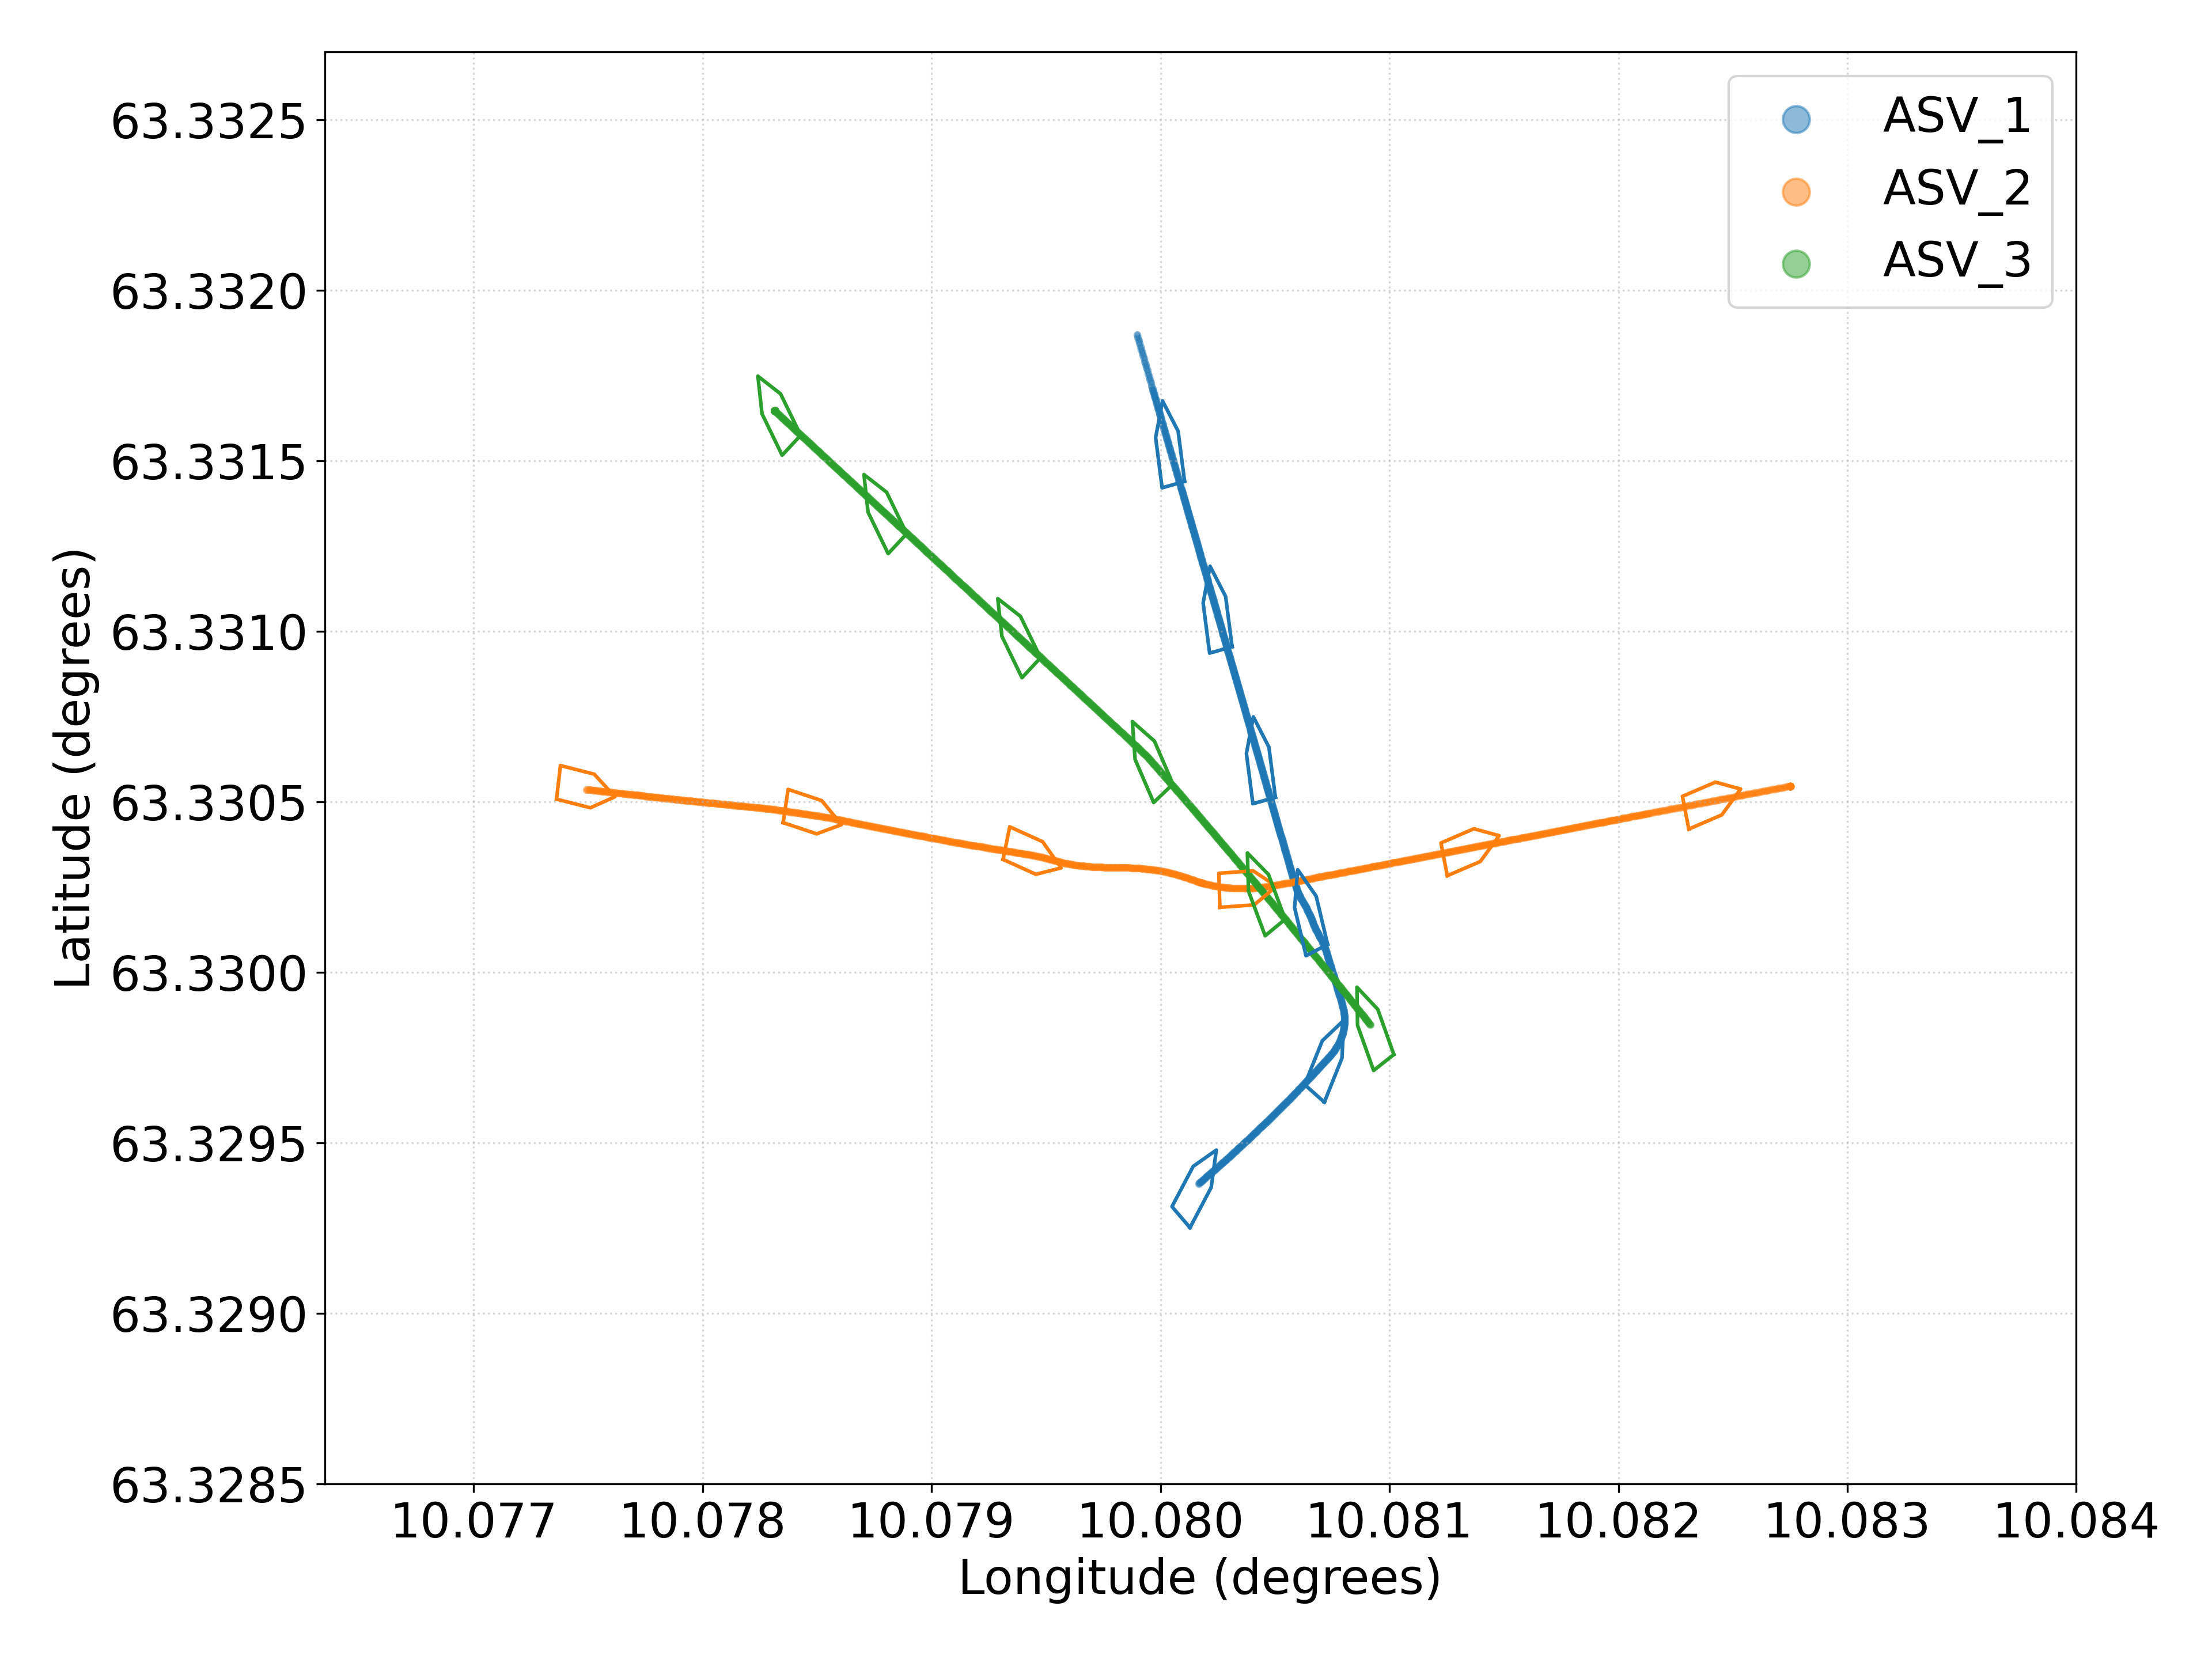 ASV_1
ASV_2
ASV_3
63.3325
63.3320
63.3315
63.3310
63.3305
63.3300
63.3295
63.3290
63.3285
Latitude (degrees)
10.077 10.078 10.079 10.080 10.081 10.082 10.083 10.084
Longitude (degrees)